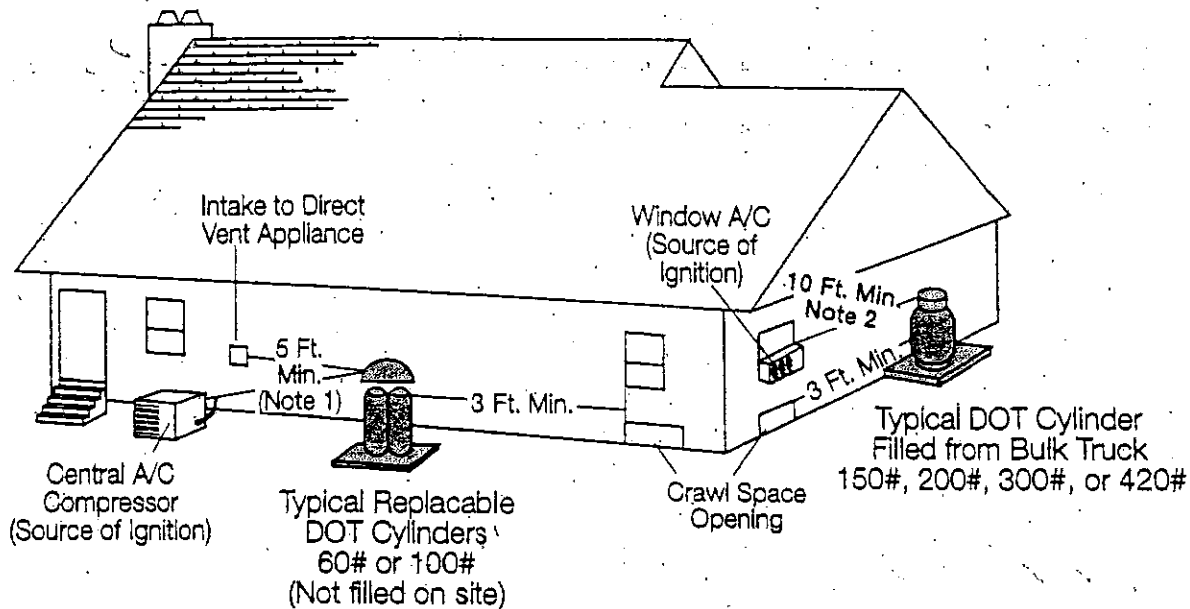 Intake to Direct
Vent Appliance
Window A/C
(Source of
Ignition)
10 Ft. Min.
Note 2
5 Ft.
Min.
(Note 1)
3 Ft. Min.
3 Ft. Min.
Central A/C
Compressor
(Source of Ignition)
Typical Replacable
DOT Cylinders
60# or 100#
(Not filled on site)
Crawl Space
Opening
Typical DOT Cylinder
Filled from Bulk Truck
150#, 200#, 300#, or 420#